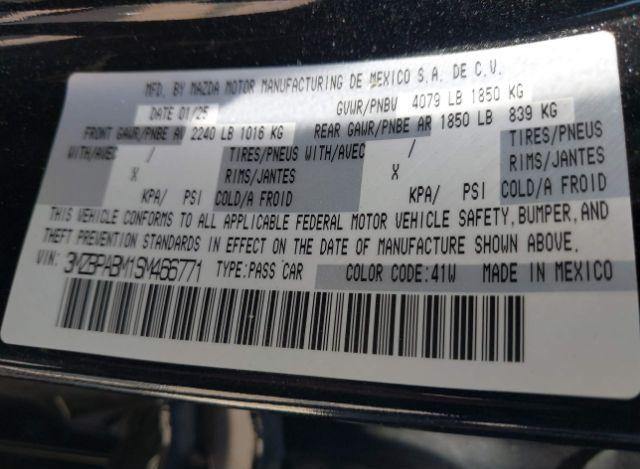 MFD. BY MAZDA MOTOR MANUFACTURING DE MEXICO S.A. DE C.V.
DATE 01/25 GVWR/PNBV 4079 LB 1850 KG
FRONT GAWR/PNBE AV 2240 LB 1016 KG REAR GAWR/PNBE AR 1850 LB 839 KG
WITH/AVEC / TIRES/PNEUS WITH/AVEC / TIRES/PNEUS
X RIMS/JANTES X RIMS/JANTES
KPA/ PSI COLD/A FROID KPA/ PSI COLD/A FROID
THIS VEHICLE CONFORMS TO ALL APPLICABLE FEDERAL MOTOR VEHICLE SAFETY, BUMPER, AND
THEFT PREVENTION STANDARDS IN EFFECT ON THE DATE OF MANUFACTURE SHOWN ABOVE.
VIN: 3MZBPABM1SM466771 TYPE:PASS CAR COLOR CODE:41W MADE IN MEXICO